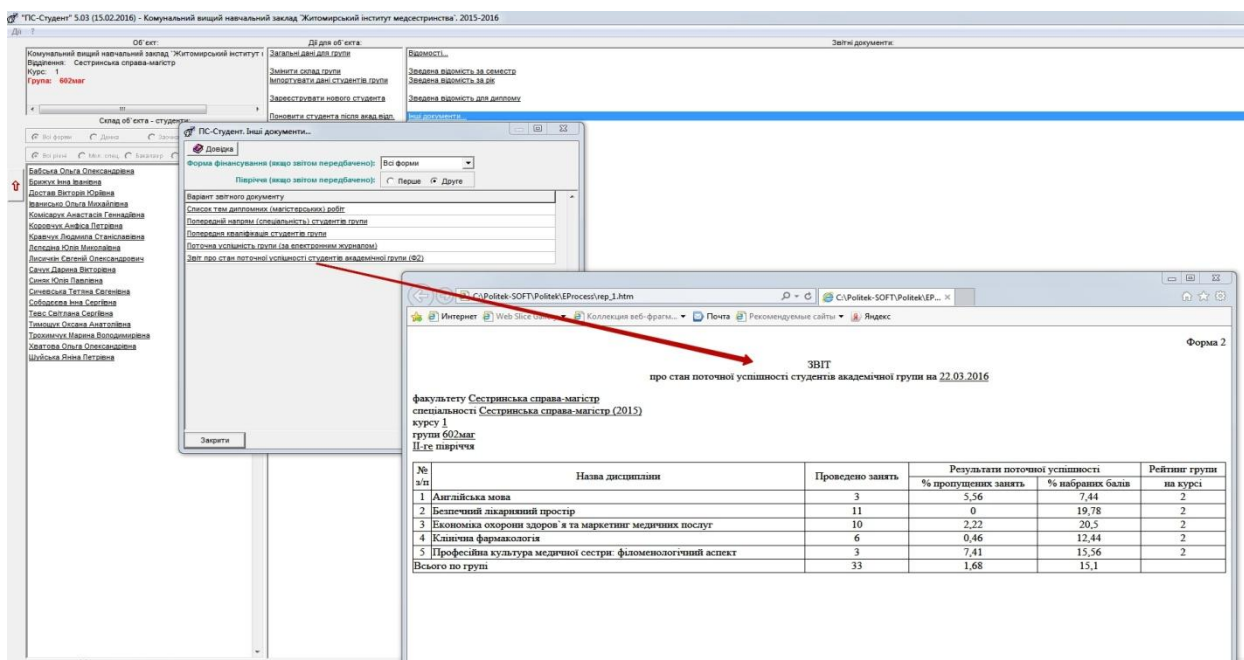 "ПС-Студент" 5.03 (15.02.2016) - Комунальний вищий навчальний заклад 'Житомирський інститут медсестринства'. 2015-2016
Дії ?
Об'єкт:
Комунальний вищий навчальний заклад 'Житомирський інститут
Відділення: Сестринська справа-магістр
Курс: 1
Група: 602маг
Склад об'єкта - студенти:
Всі форми Денна
Всі рівні Мол. спец. Бакалавр
Бабська Ольга Олександрівна
Брижук Інна Іванівна
Достав Вікторія Юріївна
Іванисько Ольга Михайлівна
Комісарук Анастасія Геннадіївна
Коровчук Анфіса Петрівна
Кравчук Людмила Станіславівна
Лепедіна Юлія Миколаївна
Лисичкін Євгеній Олександрович
Сачук Дарина Вікторівна
Синяк Юлія Павлівна
Сичевська Тетяна Євгенівна
Сободєєва Інна Сергіївна
Тевс Світлана Сергіївна
Тимощук Оксана Анатоліївна
Трохимчук Марина Володимирівна
Хватова Ольга Олександрівна
Шуйська Яніна Петрівна
Дії для об'єкта:
Загальні дані для групи
Змінити склад групи
Імпортувати дані студентів групи
Зареєструвати нового студента
Поновити студента після акад.відп.
Звітні документи:
Відомості...
Зведена відомість за семестр
Зведена відомість за рік
Зведена відомість для диплому
Інші документи...
ПС-Студент. Інші документи...
Довідка
Форма фінансування (якщо звітом передбачено): Всі форми
Півріччя (якщо звітом передбачено): Перше Друге
Варіант звітного документу
Список тем дипломних (магістерських) робіт
Попередній напрям (спеціальність) студентів групи
Попередня кваліфікація студентів групи
Поточна успішність групи (за електронним журналом)
Звіт про стан поточної успішності студентів академічної групи (Ф2)
Закрити
C:\Politek-SOFT\Politek\EProcess\rep_1.htm
C:\Politek-SOFT\Politek\EP...
Интернет Web Slice Коллекция веб-фрагм... Почта Рекомендуемые сайты Яндекс
Форма 2
ЗВІТ
про стан поточної успішності студентів академічної групи на 22.03.2016
факультету Сестринська справа-магістр
спеціальності Сестринська справа-магістр (2015)
курсу 1
групи 602маг
II-ге півріччя
№ з/п Назва дисципліни Проведено занять Результати поточної успішності Рейтинг групи на курсі
% пропущених занять % набраних балів
1 Англійська мова 3 5,56 7,44 2
2 Безпечний лікарняний простір 11 0 19,78 2
3 Економіка охорони здоров`я та маркетинг медичних послуг 10 2,22 20,5 2
4 Клінічна фармакологія 6 0,46 12,44 2
5 Професійна культура медичної сестри: філоменологічний аспект 3 7,41 15,56 2
Всього по групі 33 1,68 15,1